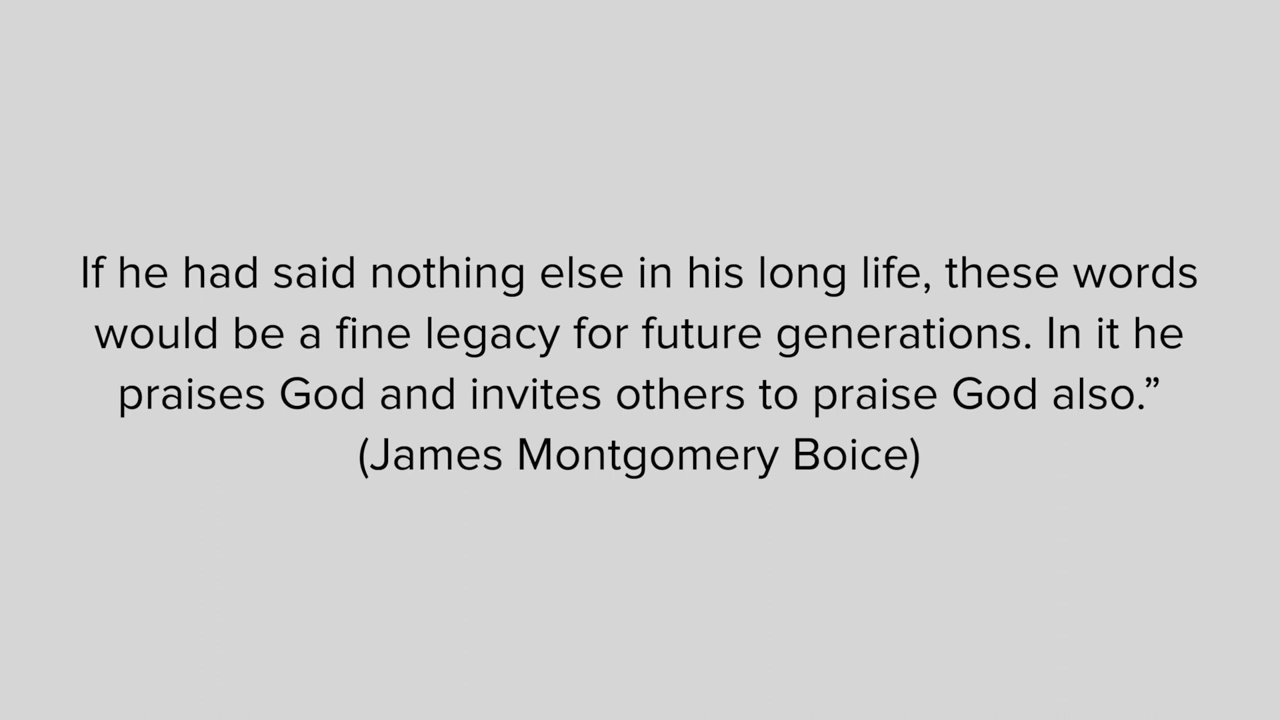 If he had said nothing else in his long life, these words
would be a fine legacy for future generations. In it he
praises God and invites others to praise God also.”
(James Montgomery Boice)